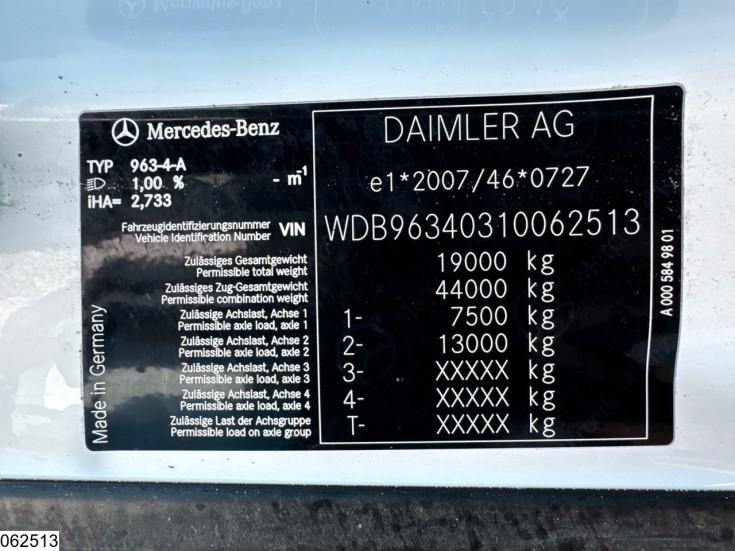 Mercedes-Benz
TYP 963-4-A
1,00 % - m⁻¹
iHA= 2,733
Fahrzeugidentifizierungsnummer
Vehicle Identification Number VIN
Zulässiges Gesamtgewicht
Permissible total weight
Zulässiges Zug-Gesamtgewicht
Permissible combination weight
Zulässige Achslast, Achse 1
Permissible axle load, axle 1
Zulässige Achslast, Achse 2
Permissible axle load, axle 2
Zulässige Achslast, Achse 3
Permissible axle load, axle 3
Zulässige Achslast, Achse 4
Permissible axle load, axle 4
Zulässige Last der Achsgruppe
Permissible load on axle group
Made in Germany
DAIMLER AG
e1*2007/46*0727
WDB96340310062513
19000 kg
44000 kg
1- 7500 kg
2- 13000 kg
3- XXXXX kg
4- XXXXX kg
T- XXXXX kg
A 000 584 98 01
062513